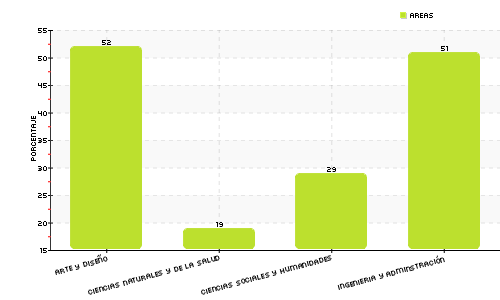 AREAS
55
50
45
40
35
30
25
20
15
PORCENTAJE
52
19
29
51
ARTE Y DISEÑO
CIENCIAS NATURALES Y DE LA SALUD
CIENCIAS SOCIALES Y HUMANIDADES
INGENIERIA Y ADMINSTRACIÓN